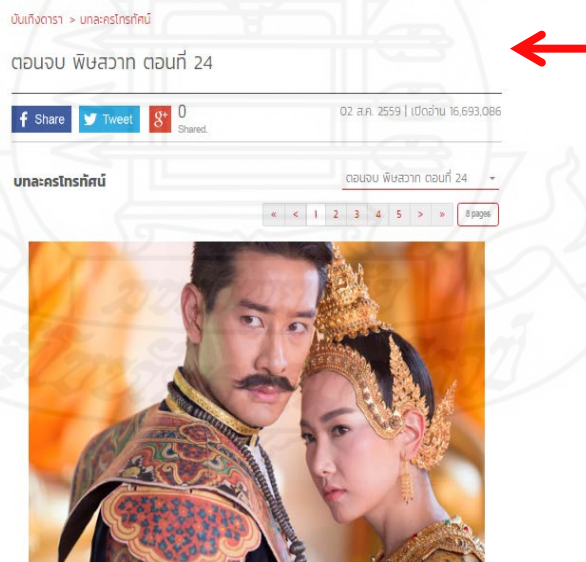 บันเทิงดารา > บทละครโทรทัศน์
ตอนจบ พิษสวาท ตอนที่ 24
Share Tweet g+ 0 Shared.
02 ส.ค. 2559 | เปิดอ่าน 16,693,086
บทละครโทรทัศน์
ตอนจบ พิษสวาท ตอนที่ 24
« < 1 2 3 4 5 > » 8 pages